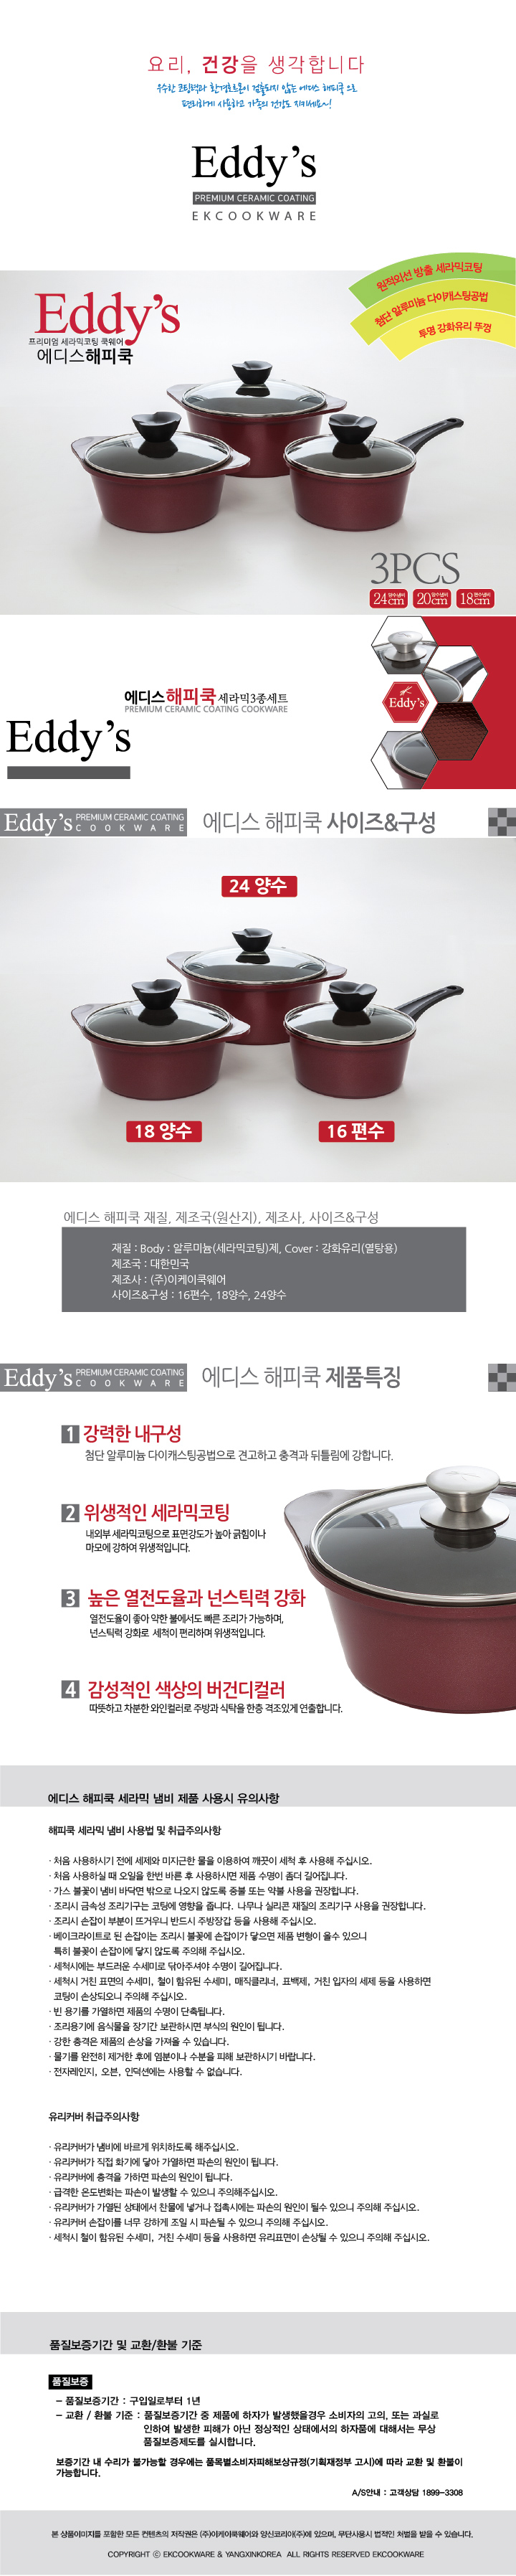 요리, 건강을 생각합니다
우수한 코팅력과 환경호르몬이 검출되지 않는 에디스 해피쿡 으로
편리하게 사용하고 가족의 건강도 지키세요~!
Eddy's
PREMIUM CERAMIC COATING
EKCOOKWARE
원적외선 방출 세라믹코팅
첨단 알루미늄 다이캐스팅공법
투명 강화유리 뚜껑
Eddy's
프리미엄 세라믹코팅 쿡웨어
에디스해피쿡
3PCS
24cm 양수냄비 20cm 양수냄비 18cm 편수냄비
에디스해피쿡 세라믹3종세트
PREMIUM CERAMIC COATING COOKWARE
Eddy's
Eddy's
Eddy's PREMIUM CERAMIC COATING
COOKWARE
에디스 해피쿡 사이즈&구성
24 양수
18 양수
16 편수
에디스 해피쿡 재질, 제조국(원산지), 제조사, 사이즈&구성
재질 : Body : 알루미늄(세라믹코팅)제, Cover : 강화유리(열탕용)
제조국 : 대한민국
제조사 : (주)이케이쿡웨어
사이즈&구성 : 16편수, 18양수, 24양수
Eddy's PREMIUM CERAMIC COATING
COOKWARE
에디스 해피쿡 제품특징
1 강력한 내구성
첨단 알루미늄 다이캐스팅공법으로 견고하고 충격과 뒤틀림에 강합니다.
2 위생적인 세라믹코팅
내외부 세라믹코팅으로 표면강도가 높아 긁힘이나
마모에 강하여 위생적입니다.
3 높은 열전도율과 넌스틱력 강화
열전도율이 좋아 약한 불에서도 빠른 조리가 가능하며,
넌스틱력 강화로 세척이 편리하며 위생적입니다.
4 감성적인 색상의 버건디컬러
따뜻하고 차분한 와인컬러로 주방과 식탁을 한층 격조있게 연출합니다.
에디스 해피쿡 세라믹 냄비 제품 사용시 유의사항
해피쿡 세라믹 냄비 사용법 및 취급주의사항
· 처음 사용하시기 전에 세제와 미지근한 물을 이용하여 깨끗이 세척 후 사용해 주십시오.
· 처음 사용하실 때 오일을 한번 바른 후 사용하시면 제품 수명이 좀더 길어집니다.
· 가스 불꽃이 냄비 바닥면 밖으로 나오지 않도록 중불 또는 약불 사용을 권장합니다.
· 조리시 금속성 조리기구는 코팅에 영향을 줍니다. 나무나 실리콘 재질의 조리기구 사용을 권장합니다.
· 조리시 손잡이 부분이 뜨거우니 반드시 주방장갑 등을 사용해 주십시오.
· 베이크라이트로 된 손잡이는 조리시 불꽃에 손잡이가 닿으면 제품 변형이 올수 있으니
특히 불꽃이 손잡이에 닿지 않도록 주의해 주십시오.
· 세척시에는 부드러운 수세미로 닦아주셔야 수명이 길어집니다.
· 세척시 거친 표면의 수세미, 철이 함유된 수세미, 매직클리너, 표백제, 거친 입자의 세제 등을 사용하면
코팅이 손상되오니 주의해 주십시오.
· 빈 용기를 가열하면 제품의 수명이 단축됩니다.
· 조리용기에 음식물을 장기간 보관하시면 부식의 원인이 됩니다.
· 강한 충격은 제품의 손상을 가져올 수 있습니다.
· 물기를 완전히 제거한 후에 염분이나 수분을 피해 보관하시기 바랍니다.
· 전자레인지, 오븐, 인덕션에는 사용할 수 없습니다.
유리커버 취급주의사항
· 유리커버가 냄비에 바르게 위치하도록 해주십시오.
· 유리커버가 직접 화기에 닿아 가열하면 파손의 원인이 됩니다.
· 유리커버에 충격을 가하면 파손의 원인이 됩니다.
· 급격한 온도변화는 파손이 발생할 수 있으니 주의해주십시오.
· 유리커버가 가열된 상태에서 찬물에 넣거나 접촉시에는 파손의 원인이 될수 있으니 주의해 주십시오.
· 유리커버 손잡이를 너무 강하게 조일 시 파손될 수 있으니 주의해 주십시오.
· 세척시 철이 함유된 수세미, 거친 수세미 등을 사용하면 유리표면이 손상될 수 있으니 주의해 주십시오.
품질보증기간 및 교환/환불 기준
품질보증
– 품질보증기간 : 구입일로부터 1년
– 교환 / 환불 기준 : 품질보증기간 중 제품에 하자가 발생했을경우 소비자의 고의, 또는 과실로
인하여 발생한 피해가 아닌 정상적인 상태에서의 하자품에 대해서는 무상
품질보증제도를 실시합니다.
보증기간 내 수리가 불가능할 경우에는 품목별소비자피해보상규정(기획재정부 고시)에 따라 교환 및 환불이
가능합니다.
A/S안내 : 고객상담 1899-3308
본 상품이미지를 포함한 모든 컨텐츠의 저작권은 (주)이케이쿡웨어와 양신코리아(주)에 있으며, 무단사용시 법적인 처벌을 받을 수 있습니다.
COPYRIGHT ⓒ EKCOOKWARE & YANGXINKOREA ALL RIGHTS RESERVED EKCOOKWARE